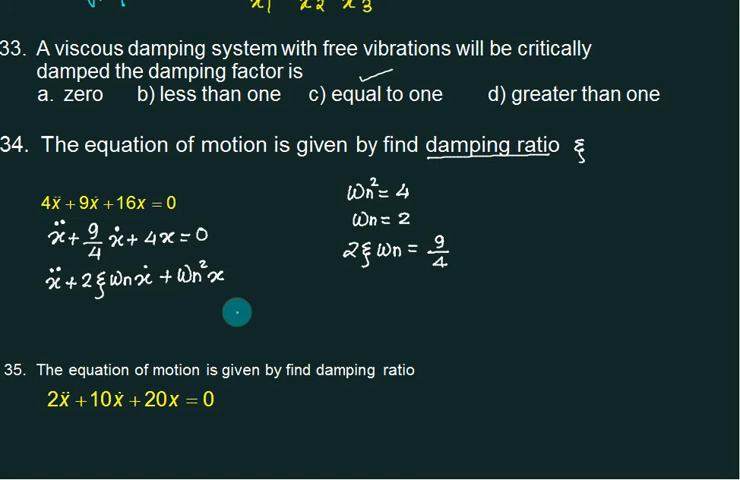 x1 x2 x3
33. A viscous damping system with free vibrations will be critically
damped the damping factor is
a. zero b) less than one c) equal to one d) greater than one
34. The equation of motion is given by find damping ratio ξ
4ẍ + 9ẋ + 16x = 0
ẍ + 9/4 ẋ + 4x = 0
ẍ + 2ξωnẋ + ωn²x
ωn² = 4
ωn = 2
2ξωn = 9/4
35. The equation of motion is given by find damping ratio
2ẍ + 10ẋ + 20x = 0